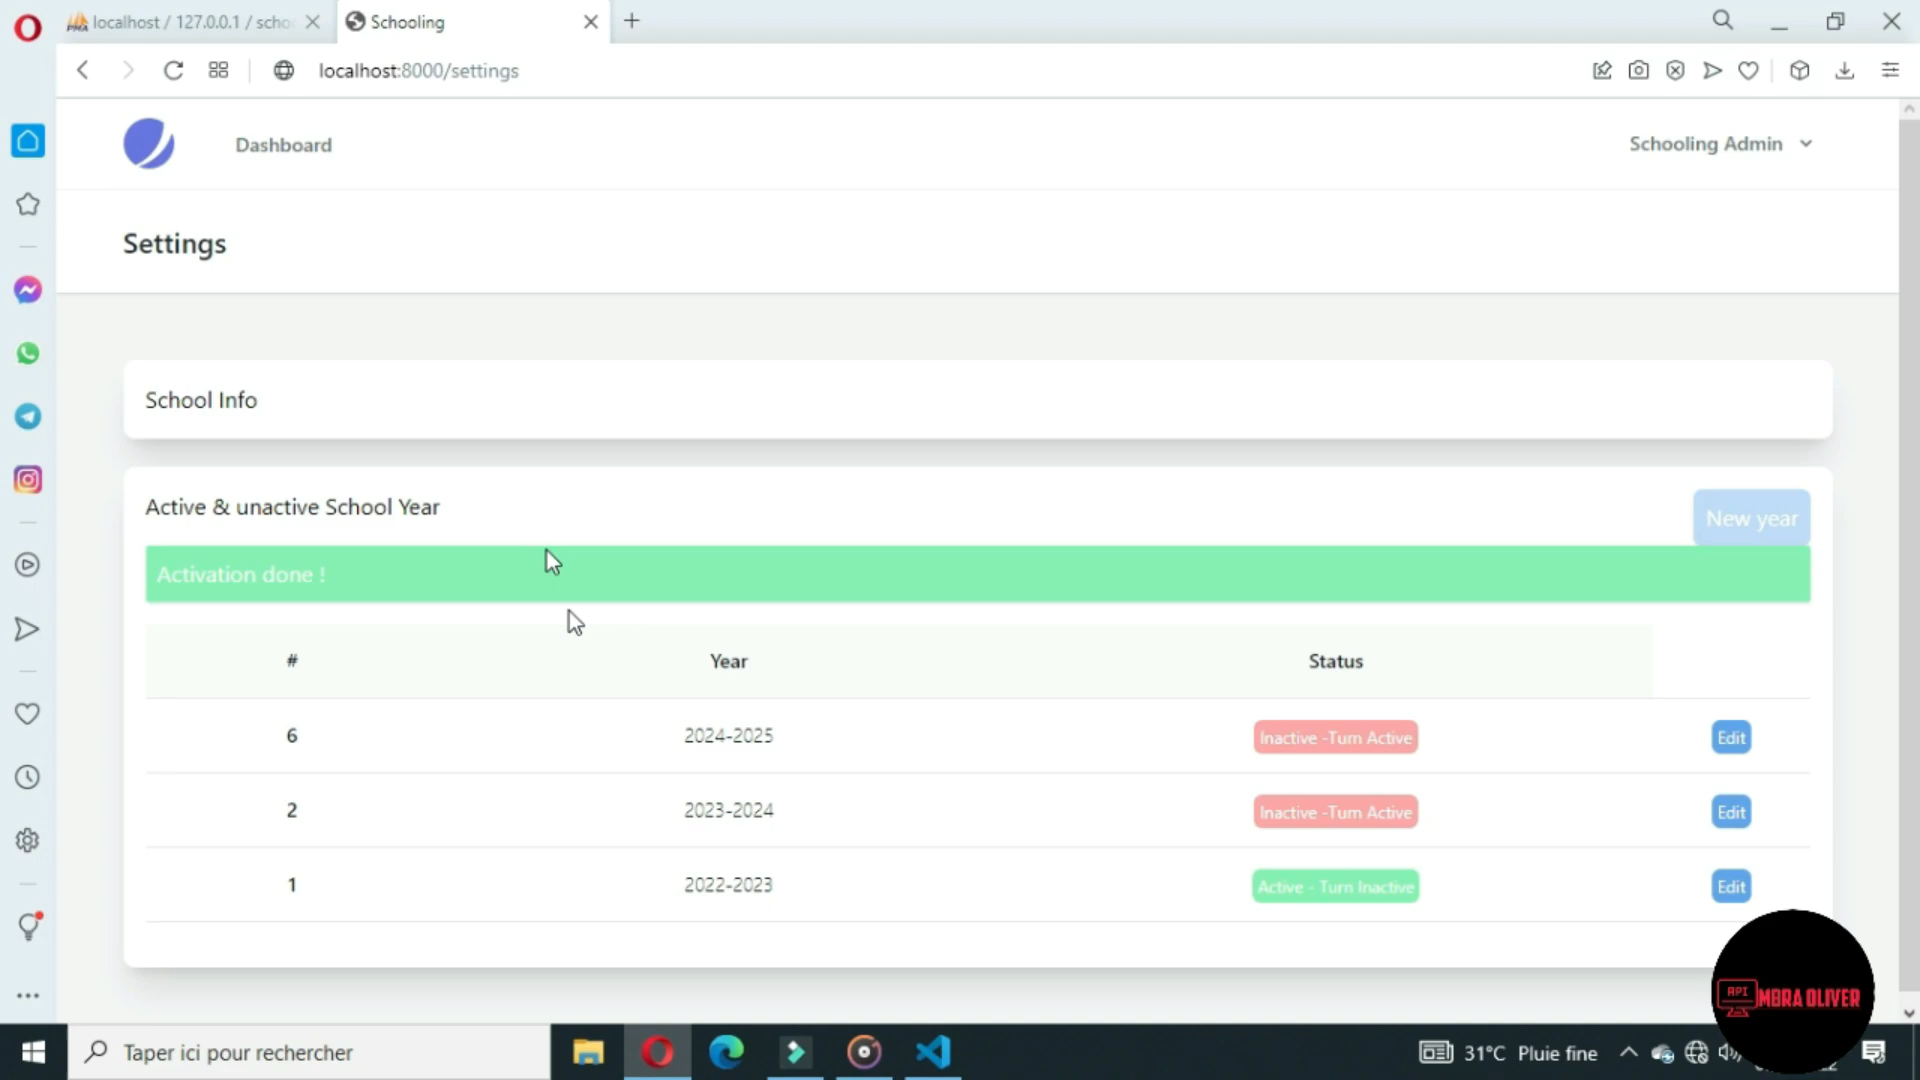 localhost / 127.0.0.1 / scho
Schooling
localhost:8000/settings
Dashboard
Schooling Admin
Settings
School Info
Active & unactive School Year
New year
Activation done !
# Year Status
6 2024-2025 Inactive -Turn Active Edit
2 2023-2024 Inactive -Turn Active Edit
1 2022-2023 Active - Turn Inactive Edit
API
MBRA OLIVER
Taper ici pour rechercher
31°C Pluie fine